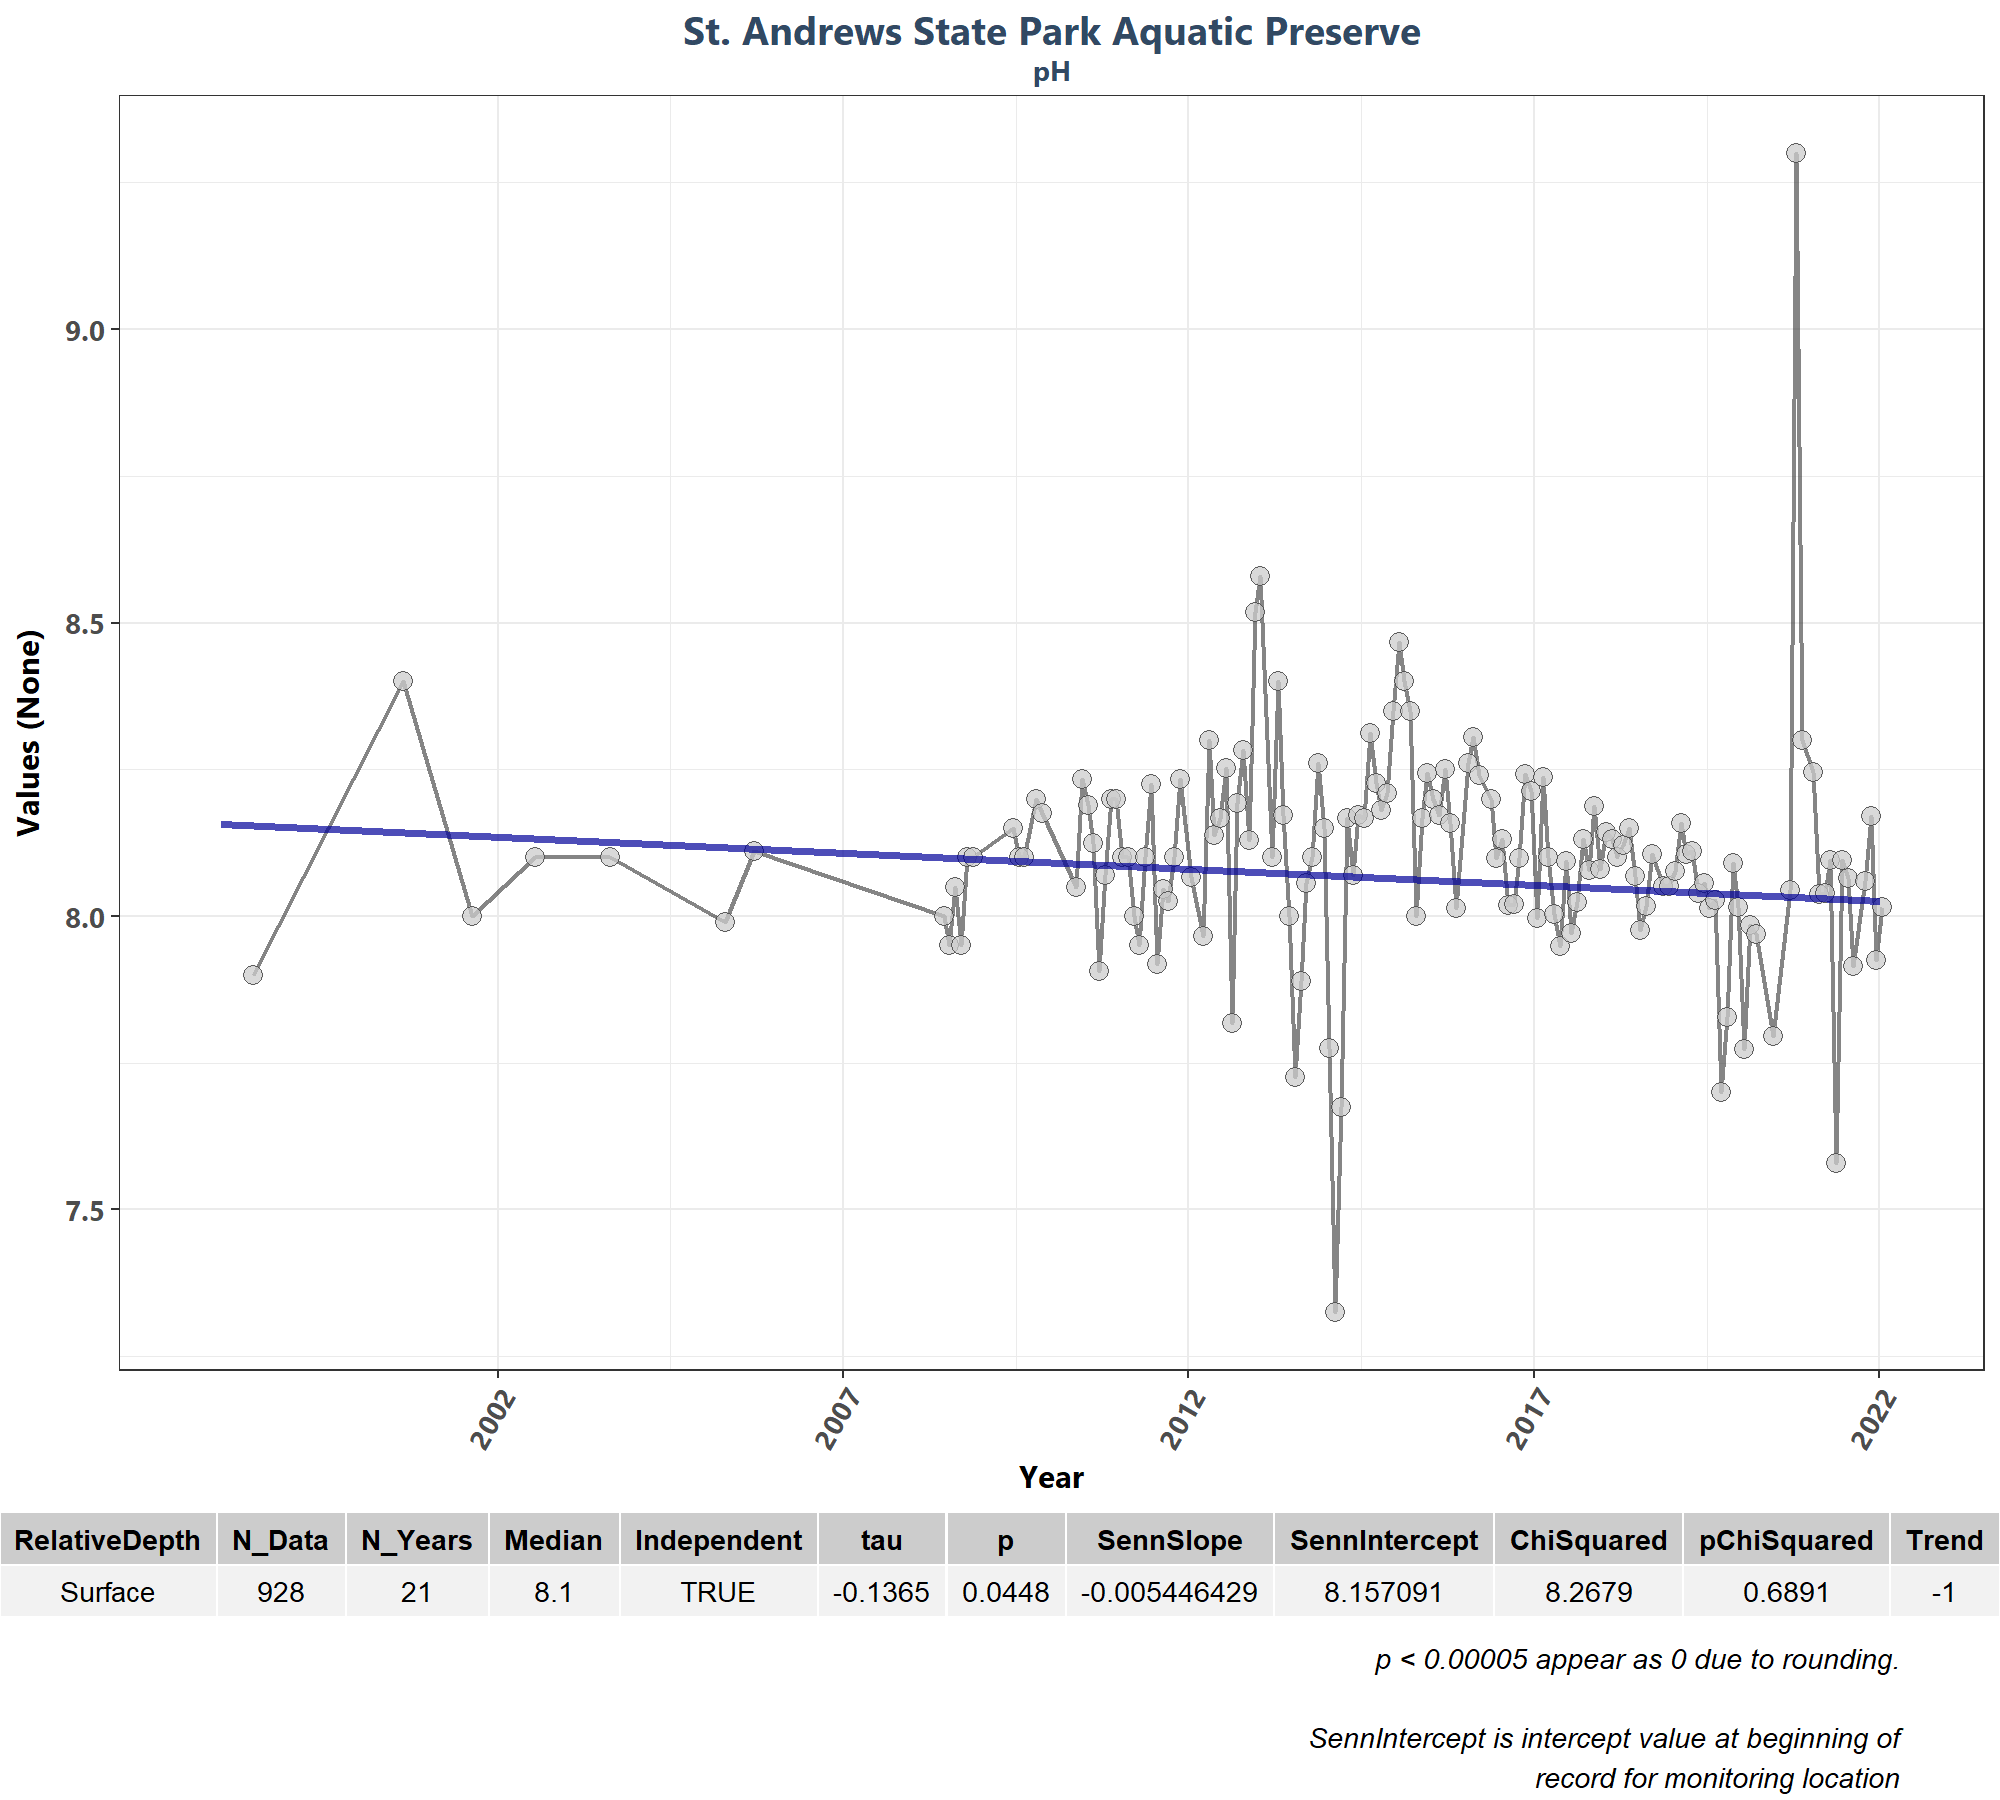 St. Andrews State Park Aquatic Preserve
pH
Values (None)
9.0
8.5
8.0
7.5
2002 2007 2012 2017 2022
Year
RelativeDepth N_Data N_Years Median Independent tau p SennSlope SennIntercept ChiSquared pChiSquared Trend
Surface 928 21 8.1 TRUE -0.1365 0.0448 -0.005446429 8.157091 8.2679 0.6891 -1
p < 0.00005 appear as 0 due to rounding.
SennIntercept is intercept value at beginning of
record for monitoring location